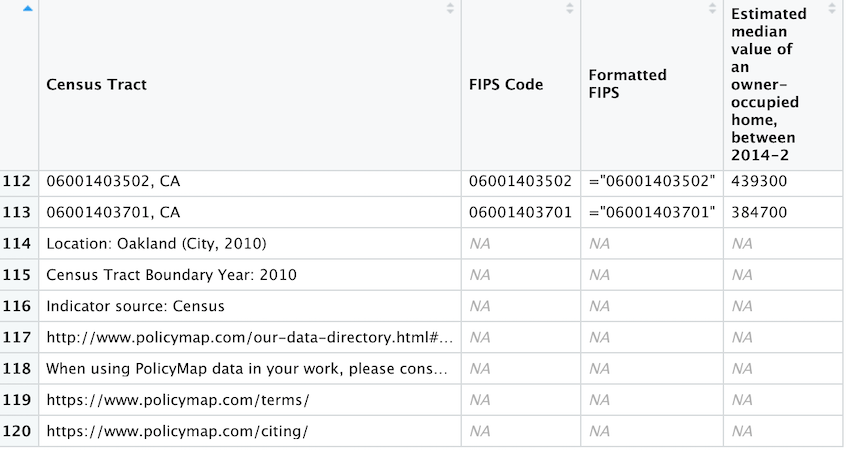 Census Tract FIPS Code Formatted FIPS Estimated median value of an owner-occupied home, between 2014-2
112 06001403502, CA 06001403502 ="06001403502" 439300
113 06001403701, CA 06001403701 ="06001403701" 384700
114 Location: Oakland (City, 2010) NA NA NA
115 Census Tract Boundary Year: 2010 NA NA NA
116 Indicator source: Census NA NA NA
117 http://www.policymap.com/our-data-directory.html#... NA NA NA
118 When using PolicyMap data in your work, please cons... NA NA NA
119 https://www.policymap.com/terms/ NA NA NA
120 https://www.policymap.com/citing/ NA NA NA